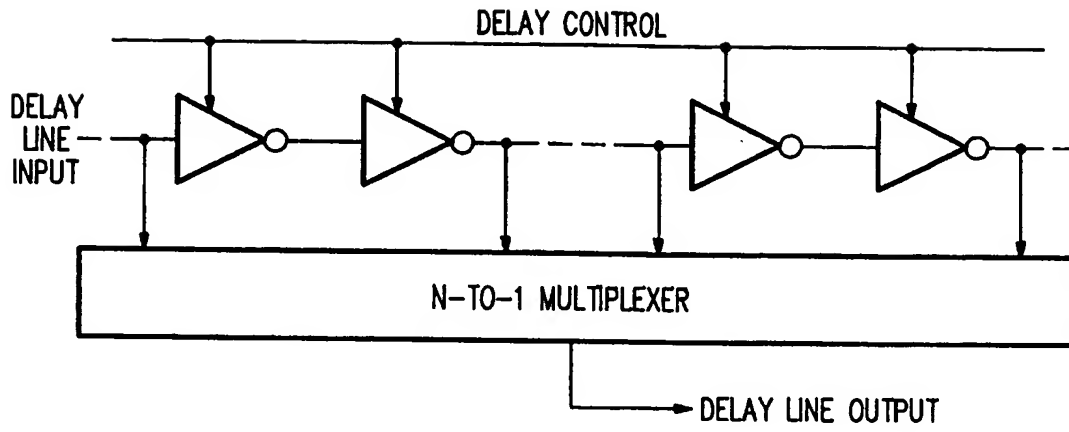 DELAY CONTROL
DELAY
LINE
INPUT
N-TO-1 MULTIPLEXER
DELAY LINE OUTPUT